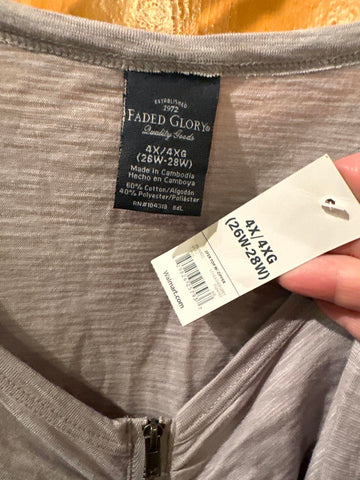 ESTABLISHED
1972
FADED GLORY®
Quality Goods
4X/4XG
(26W-28W)
Made in Cambodia
Hecho en Camboya
60% Cotton/Algodón
40% Polyester/Poliéster
RN#104319
4X/4XG
(26W-28W)
Walmart.com